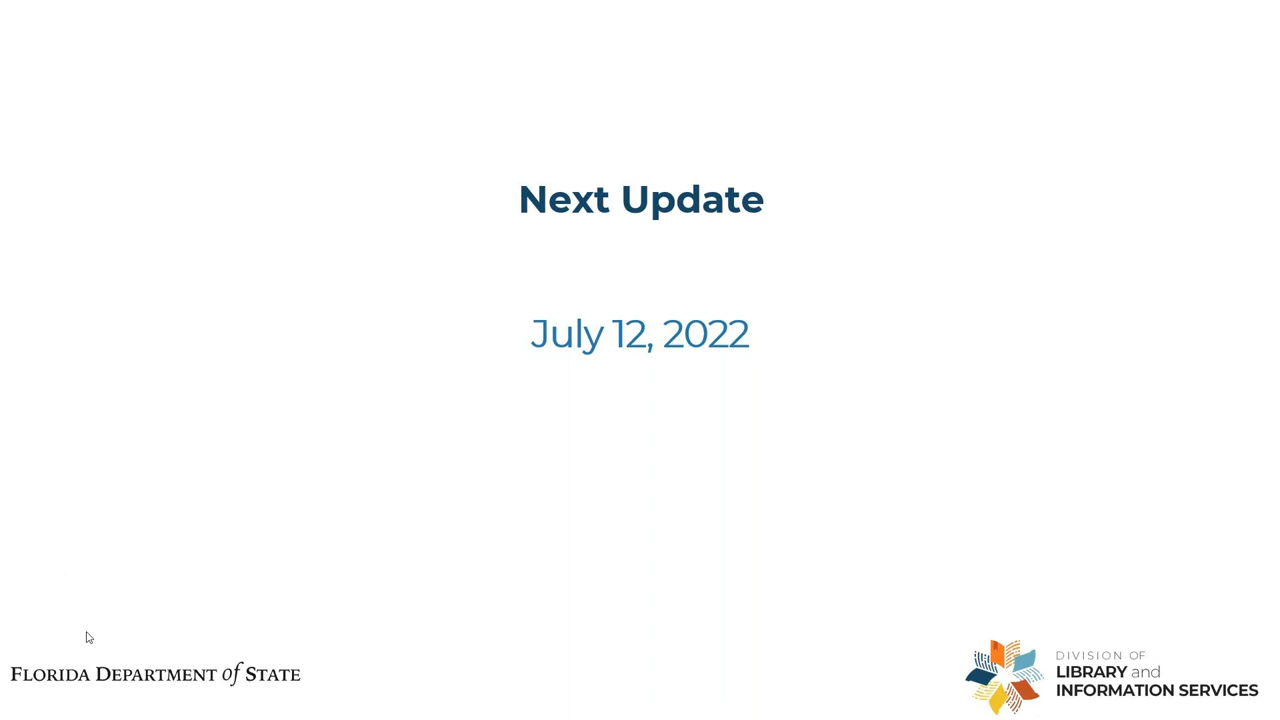 Next Update
July 12, 2022
FLORIDA DEPARTMENT of STATE
DIVISION OF
LIBRARY and
INFORMATION SERVICES